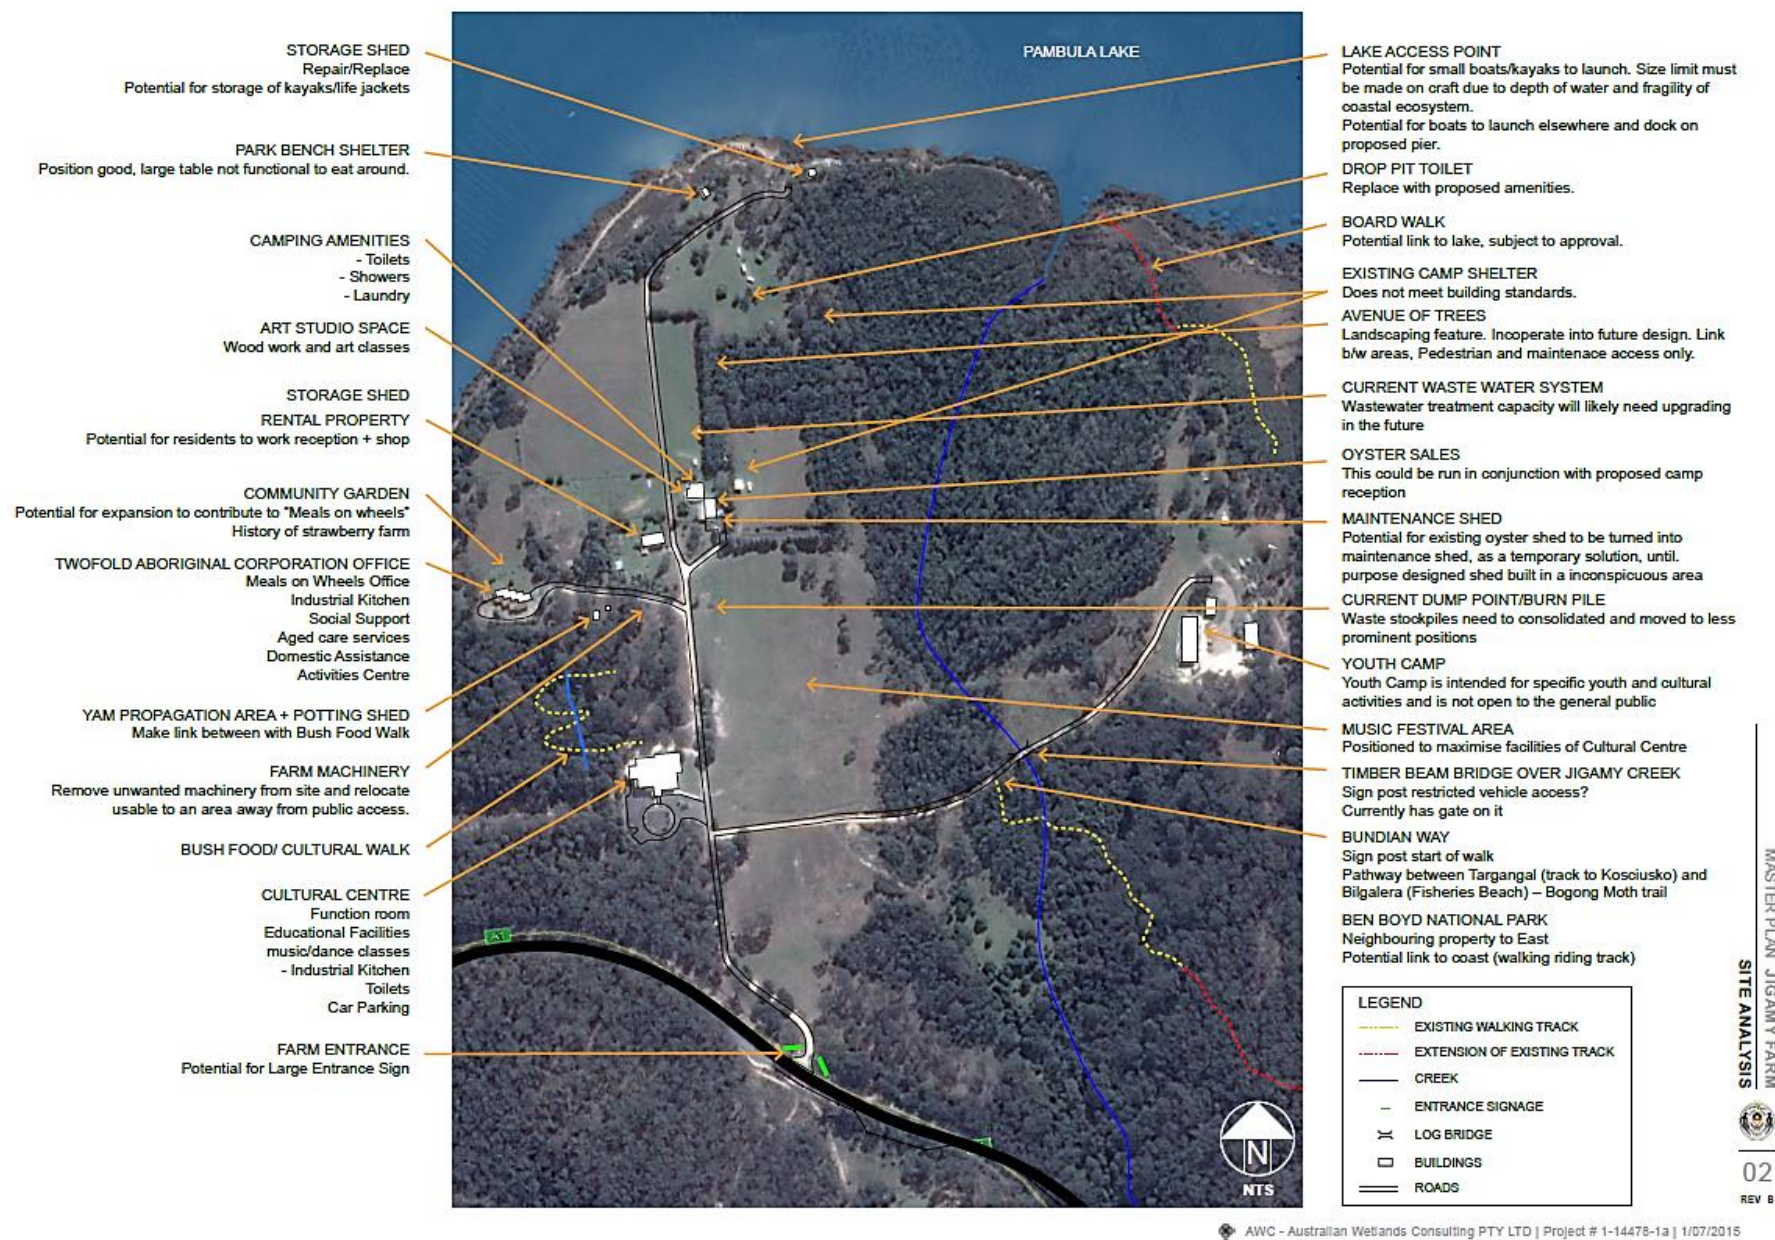 STORAGE SHED
Repair/Replace
Potential for storage of kayaks/life jackets
PARK BENCH SHELTER
Position good, large table not functional to eat around.
CAMPING AMENITIES
- Toilets
- Showers
- Laundry
ART STUDIO SPACE
Wood work and art classes
STORAGE SHED
RENTAL PROPERTY
Potential for residents to work reception + shop
COMMUNITY GARDEN
Potential for expansion to contribute to "Meals on wheels"
History of strawberry farm
TWOFOLD ABORIGINAL CORPORATION OFFICE
Meals on Wheels Office
Industrial Kitchen
Social Support
Aged care services
Domestic Assistance
Activities Centre
YAM PROPAGATION AREA + POTTING SHED
Make link between with Bush Food Walk
FARM MACHINERY
Remove unwanted machinery from site and relocate
usable to an area away from public access.
BUSH FOOD/ CULTURAL WALK
CULTURAL CENTRE
Function room
Educational Facilities
music/dance classes
- Industrial Kitchen
Toilets
Car Parking
FARM ENTRANCE
Potential for Large Entrance Sign
PAMBULA LAKE
A1
N
NTS
LAKE ACCESS POINT
Potential for small boats/kayaks to launch. Size limit must
be made on craft due to depth of water and fragility of
coastal ecosystem.
Potential for boats to launch elsewhere and dock on
proposed pier.
DROP PIT TOILET
Replace with proposed amenities.
BOARD WALK
Potential link to lake, subject to approval.
EXISTING CAMP SHELTER
Does not meet building standards.
AVENUE OF TREES
Landscaping feature. Incoperate into future design. Link
b/w areas, Pedestrian and maintenace access only.
CURRENT WASTE WATER SYSTEM
Wastewater treatment capacity will likely need upgrading
in the future
OYSTER SALES
This could be run in conjunction with proposed camp
reception
MAINTENANCE SHED
Potential for existing oyster shed to be turned into
maintenance shed, as a temporary solution, until.
purpose designed shed built in a inconspicuous area
CURRENT DUMP POINT/BURN PILE
Waste stockpiles need to consolidated and moved to less
prominent positions
YOUTH CAMP
Youth Camp is intended for specific youth and cultural
activities and is not open to the general public
MUSIC FESTIVAL AREA
Positioned to maximise facilities of Cultural Centre
TIMBER BEAM BRIDGE OVER JIGAMY CREEK
Sign post restricted vehicle access?
Currently has gate on it
BUNDIAN WAY
Sign post start of walk
Pathway between Targangal (track to Kosciusko) and
Bilgalera (Fisheries Beach) – Bogong Moth trail
BEN BOYD NATIONAL PARK
Neighbouring property to East
Potential link to coast (walking riding track)
LEGEND
EXISTING WALKING TRACK
EXTENSION OF EXISTING TRACK
CREEK
ENTRANCE SIGNAGE
LOG BRIDGE
BUILDINGS
ROADS
MASTER PLAN JIGAMY FARM
SITE ANALYSIS
02
REV B
AWC - Australian Wetlands Consulting PTY LTD | Project # 1-14478-1a | 1/07/2015